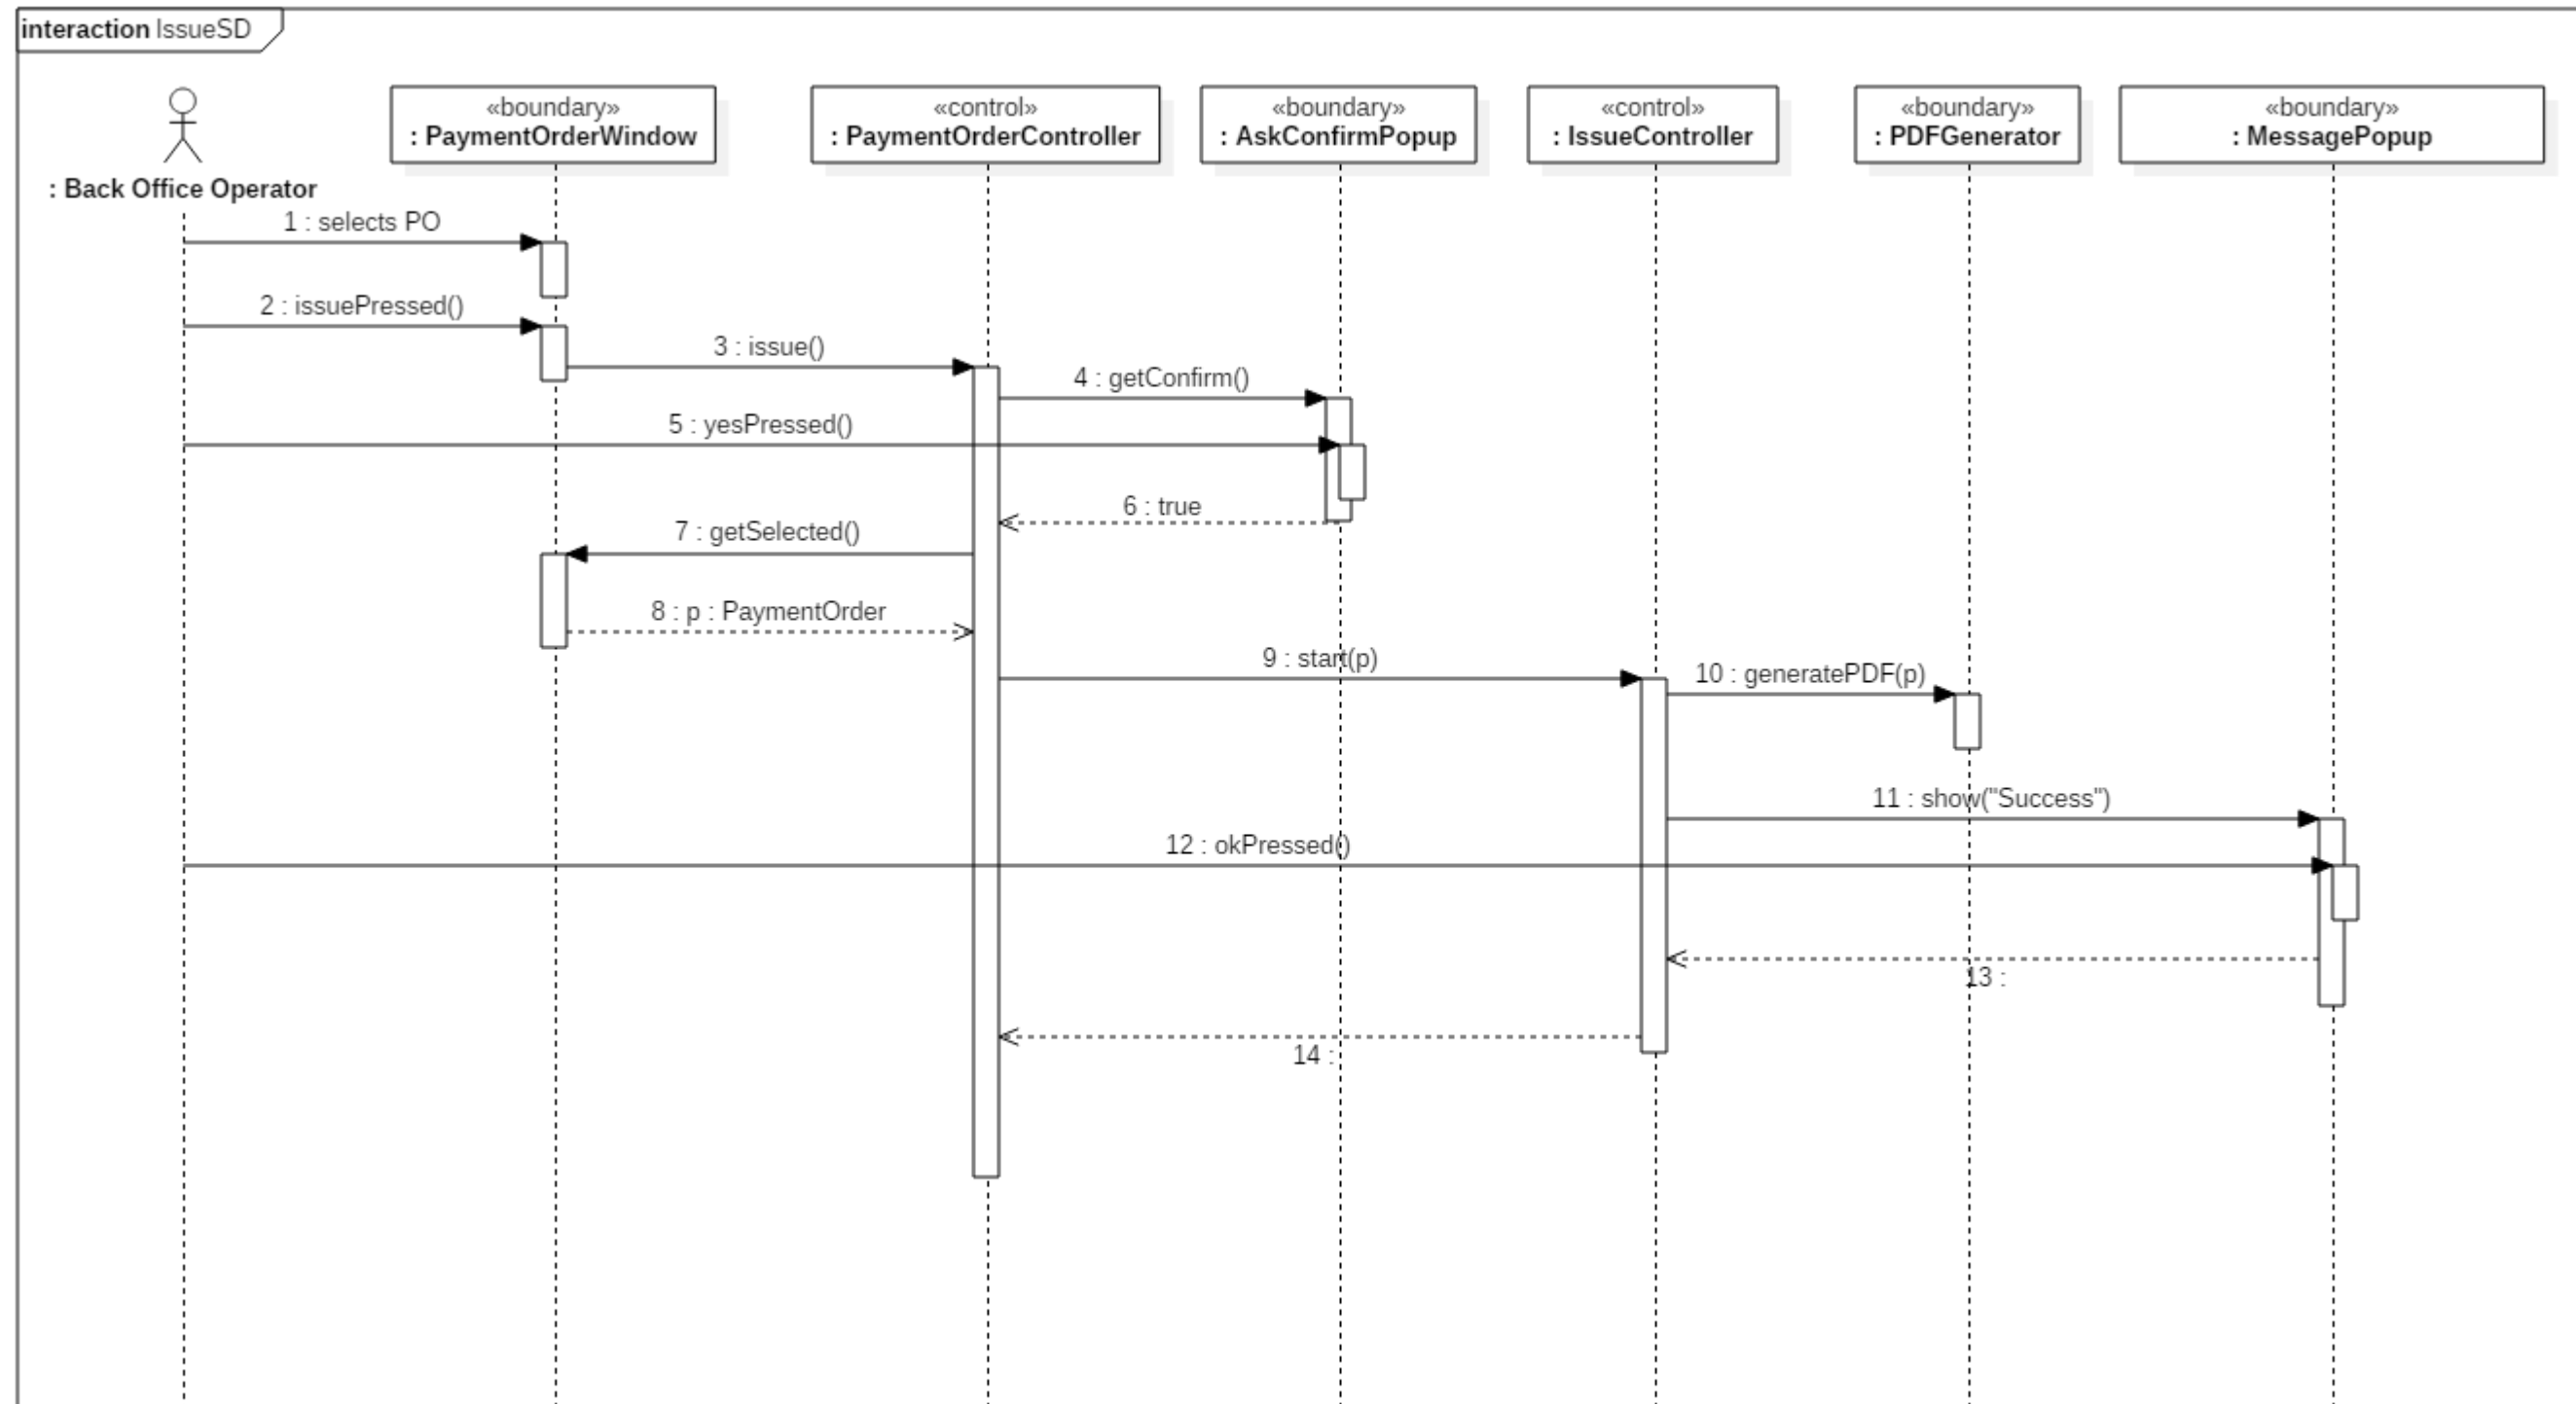 interaction IssueSD
«boundary»
: PaymentOrderWindow
«control»
: PaymentOrderController
«boundary»
: AskConfirmPopup
«control»
: IssueController
«boundary»
: PDFGenerator
«boundary»
: MessagePopup
: Back Office Operator
1 : selects PO
2 : issuePressed()
3 : issue()
4 : getConfirm()
5 : yesPressed()
6 : true
7 : getSelected()
8 : p : PaymentOrder
9 : start(p)
10 : generatePDF(p)
11 : show("Success")
12 : okPressed()
13 :
14 :